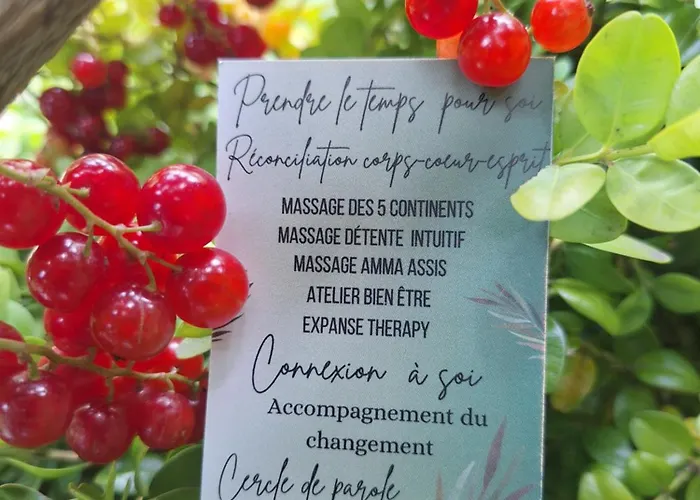 Prendre le temps pour soi
Réconciliation corps-coeur-esprit
MASSAGE DES 5 CONTINENTS
MASSAGE DÉTENTE INTUITIF
MASSAGE AMMA ASSIS
ATELIER BIEN ÊTRE
EXPANSE THERAPY
Connexion à soi
Accompagnement du
changement
Cercle de parole